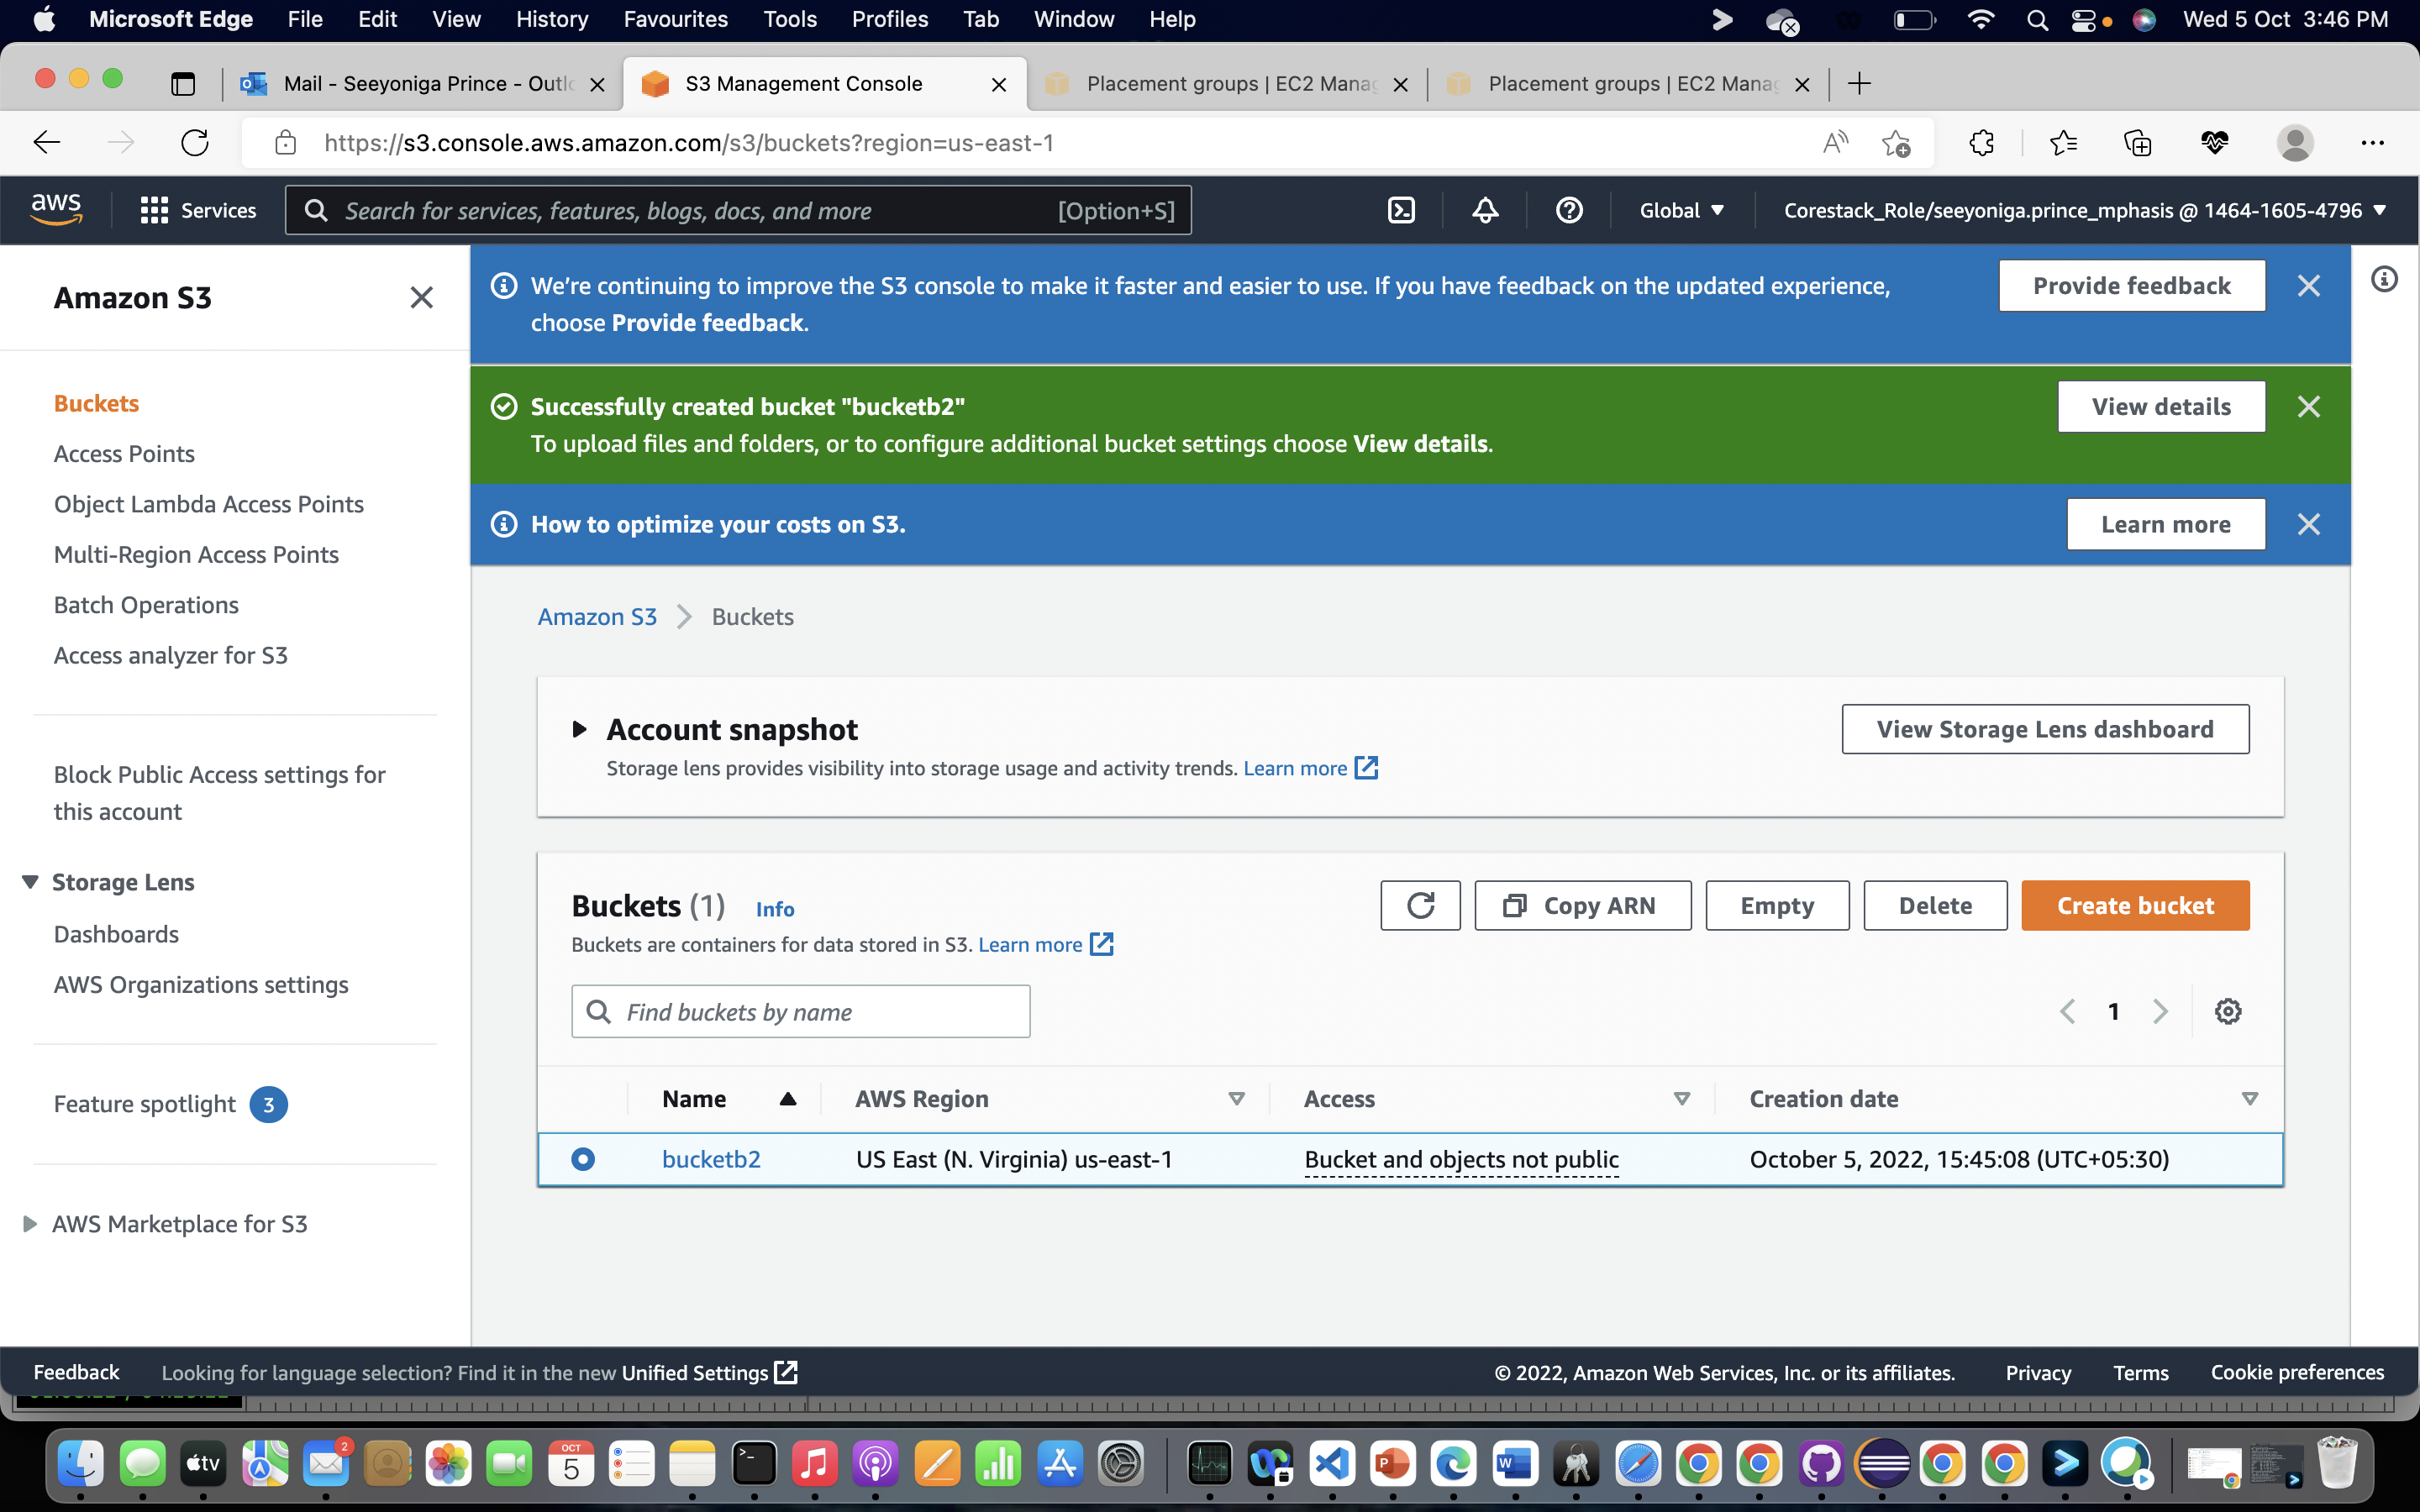 Microsoft Edge File Edit View History Favourites Tools Profiles Tab Window Help Wed 5 Oct 3:46 PM
Mail - Seeyoniga Prince - Outlo S3 Management Console Placement groups | EC2 Manag Placement groups | EC2 Manag
https://s3.console.aws.amazon.com/s3/buckets?region=us-east-1
aws Services Search for services, features, blogs, docs, and more [Option+S] Global Corestack_Role/seeyoniga.prince_mphasis @ 1464-1605-4796
Amazon S3
Buckets
Access Points
Object Lambda Access Points
Multi-Region Access Points
Batch Operations
Access analyzer for S3
Block Public Access settings for
this account
Storage Lens
Dashboards
AWS Organizations settings
Feature spotlight 3
AWS Marketplace for S3
We're continuing to improve the S3 console to make it faster and easier to use. If you have feedback on the updated experience,
choose Provide feedback.
Provide feedback
Successfully created bucket "bucketb2"
To upload files and folders, or to configure additional bucket settings choose View details.
View details
How to optimize your costs on S3.
Learn more
Amazon S3 Buckets
Account snapshot
Storage lens provides visibility into storage usage and activity trends. Learn more
View Storage Lens dashboard
Buckets (1) Info
Buckets are containers for data stored in S3. Learn more
Copy ARN Empty Delete Create bucket
Find buckets by name
1
Name AWS Region Access Creation date
bucketb2 US East (N. Virginia) us-east-1 Bucket and objects not public October 5, 2022, 15:45:08 (UTC+05:30)
Feedback Looking for language selection? Find it in the new Unified Settings © 2022, Amazon Web Services, Inc. or its affiliates. Privacy Terms Cookie preferences
tv 2 OCT 5 P W